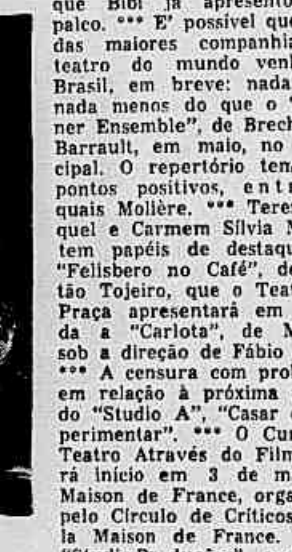 que Bibi já apresento
palco. *** E' possível que
das maiores companhia
teatro do mundo venh
Brasil, em breve: nada
nada menos do que o "
ner Ensemble", de Brech
Barrault, em maio, no
cipal. O repertório ten
pontos positivos, entr
quais Molière. *** Tere
quel e Carmem Sílvia M
tem papéis de destaqu
"Felisbero no Café", de
tão Tojeiro, que o Teat
Praça apresentará em
da a "Carlota", de M
sob a direção de Fábio
*** A censura com prob
em relação à próxima
do "Studio A", "Casar
perimentar". *** O Cur
Teatro Através do Film
rá início em 3 de m
Maison de France, orga
pelo Círculo de Críticos
la Maison de France.